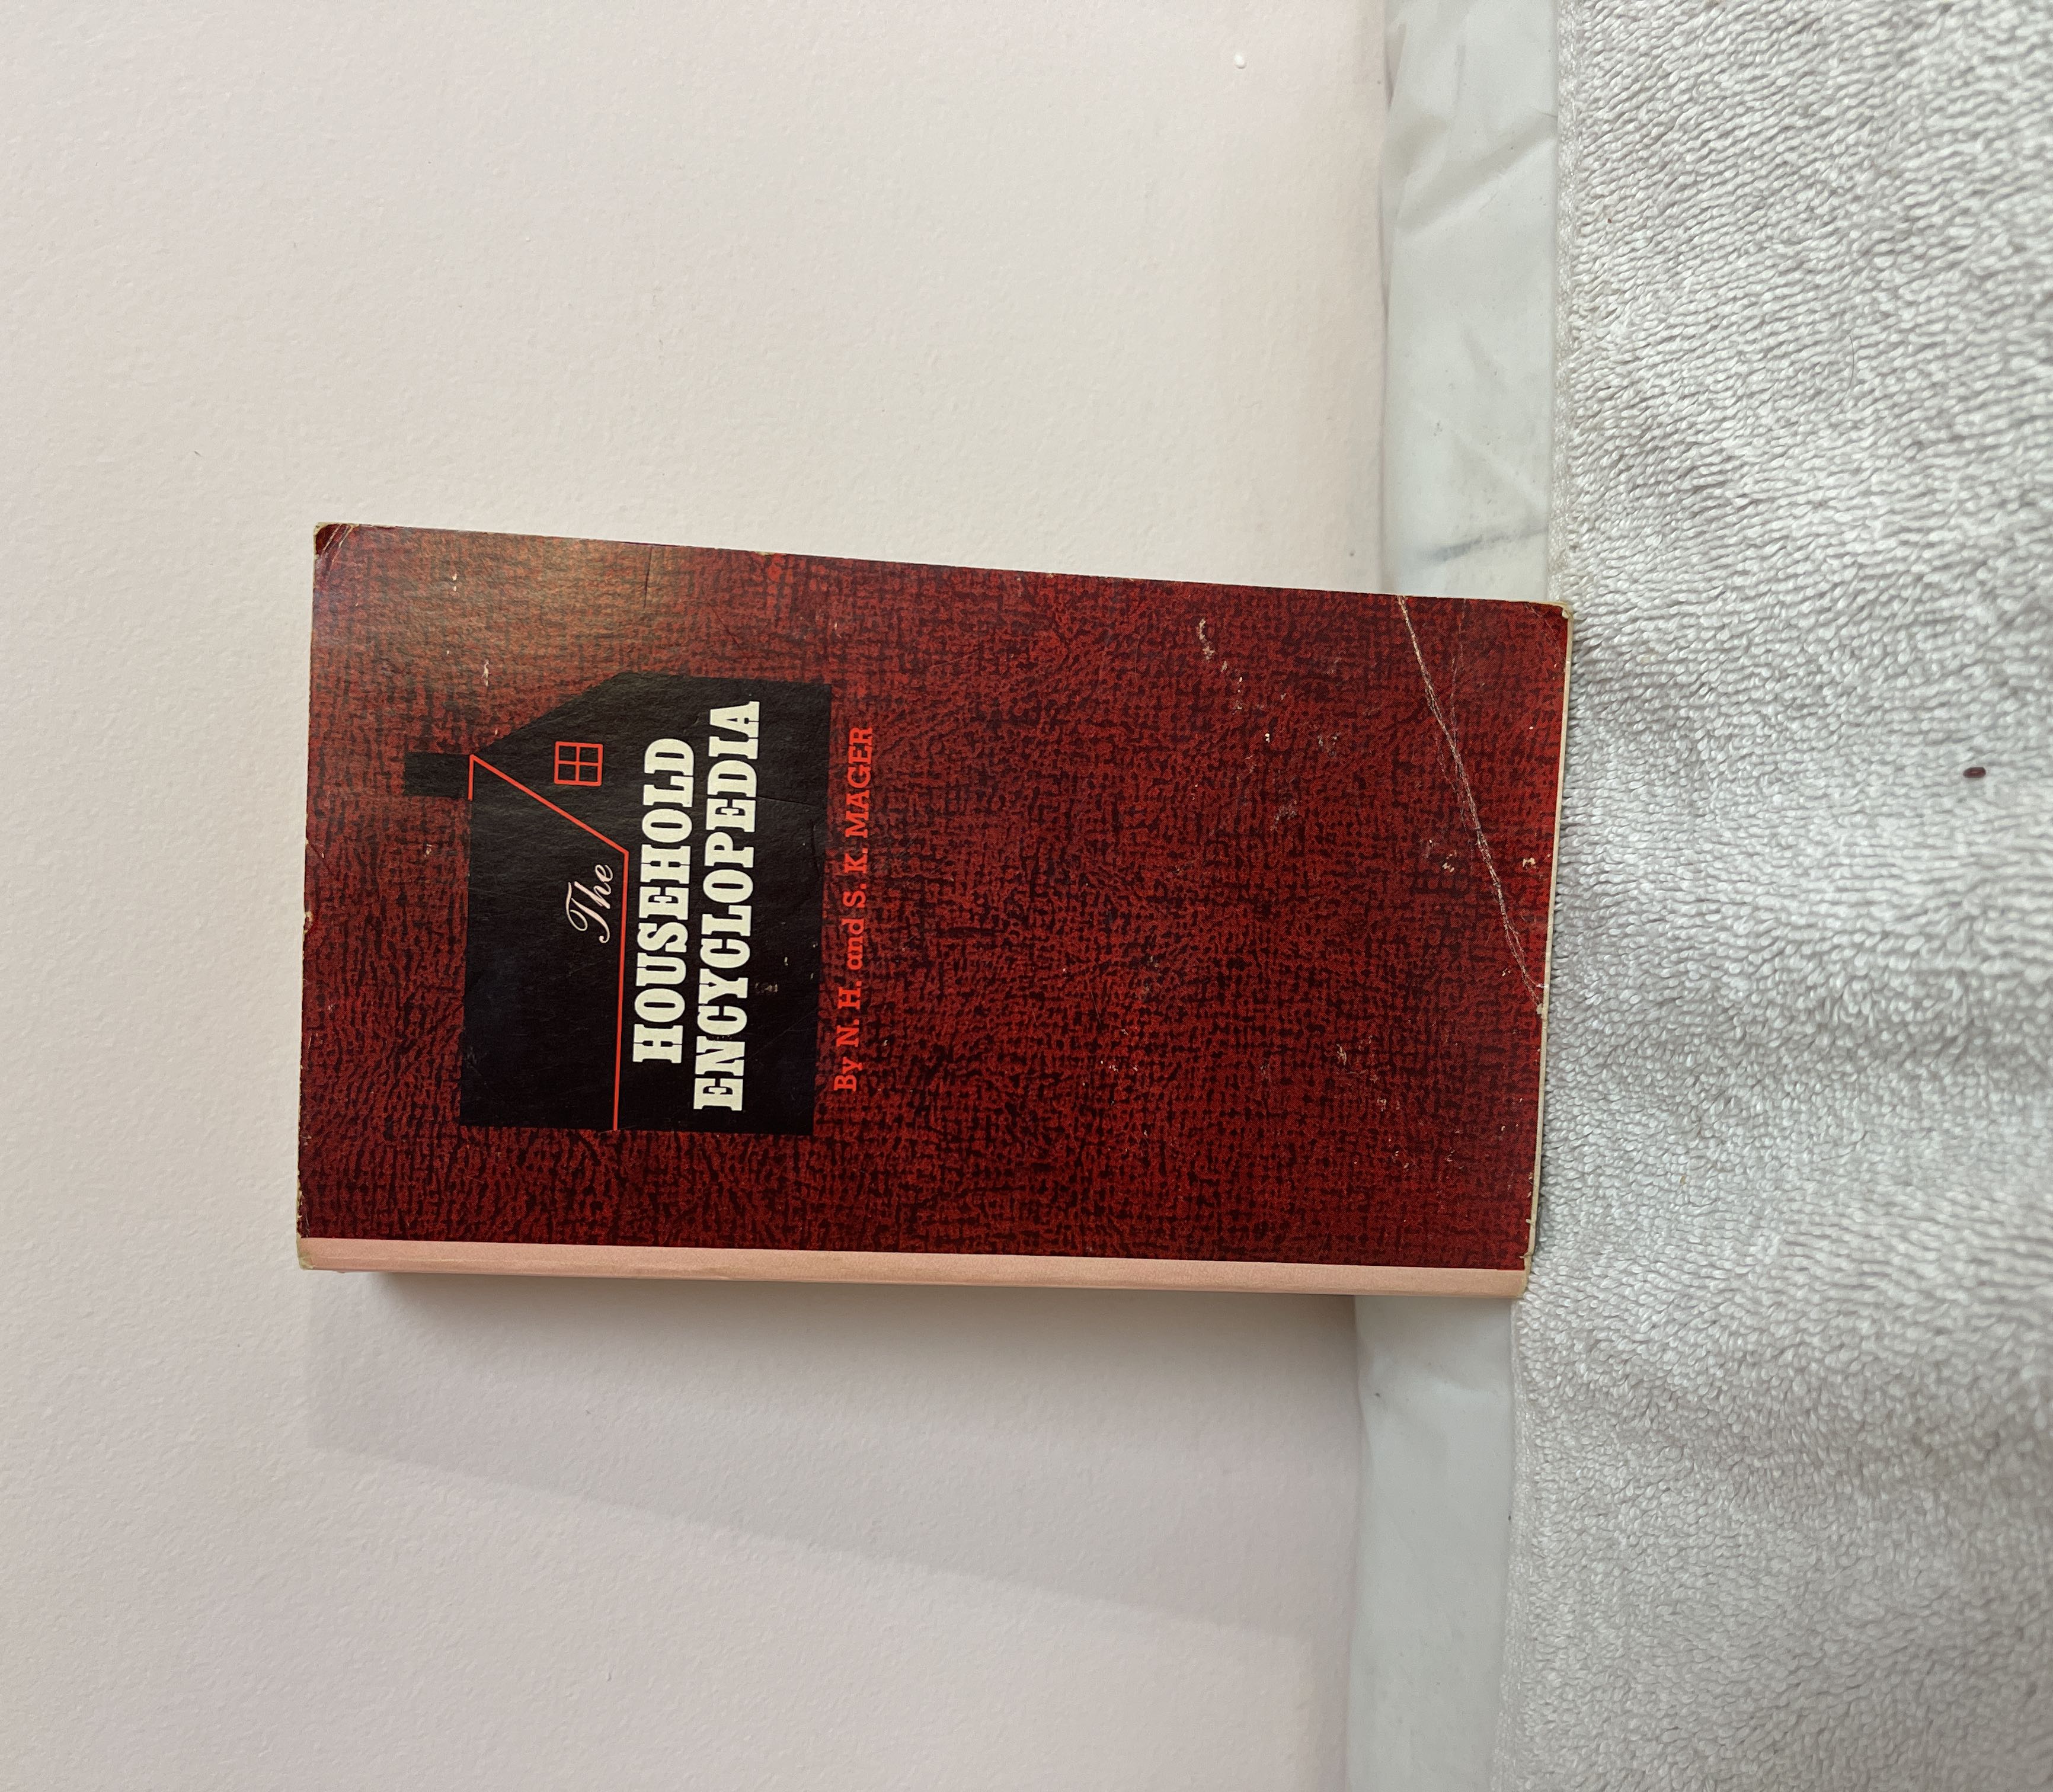 The
HOUSEHOLD
ENCYCLOPEDIA
By N. H. and S. K. MAGER